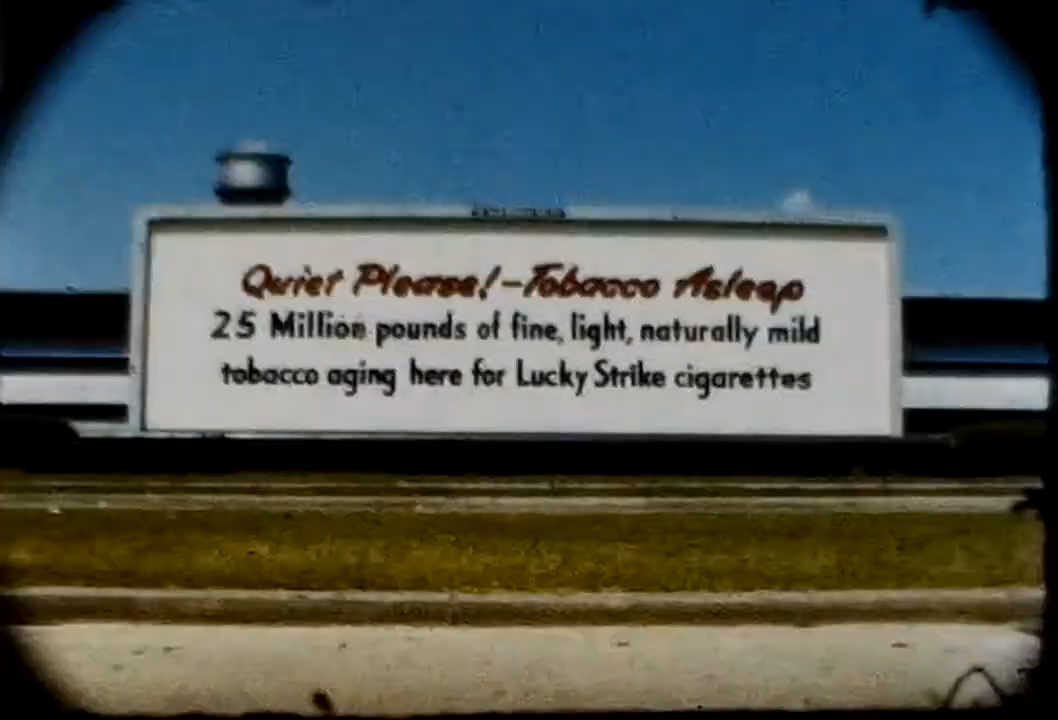 Quiet Please! - Tobacco Asleep
25 Million pounds of fine, light, naturally mild
tobacco aging here for Lucky Strike cigarettes